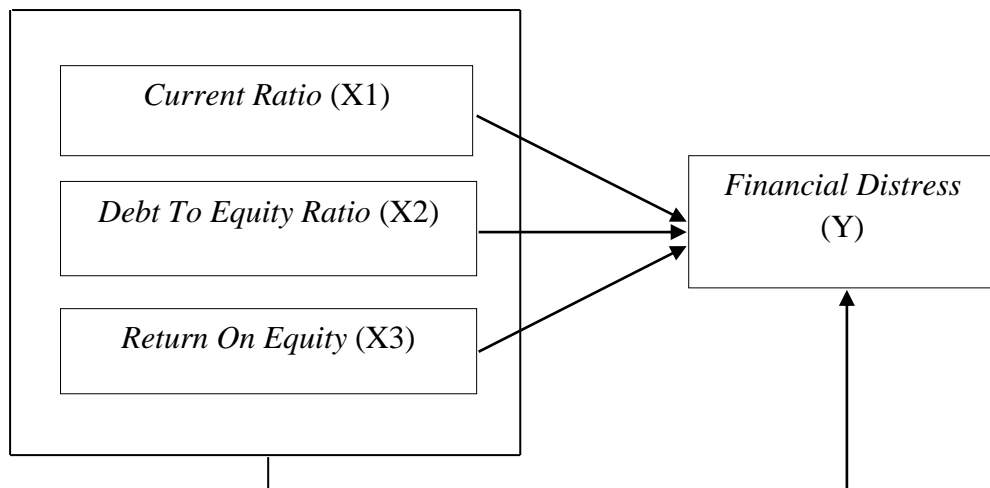 Current Ratio (X1)
Debt To Equity Ratio (X2)
Return On Equity (X3)
Financial Distress
(Y)